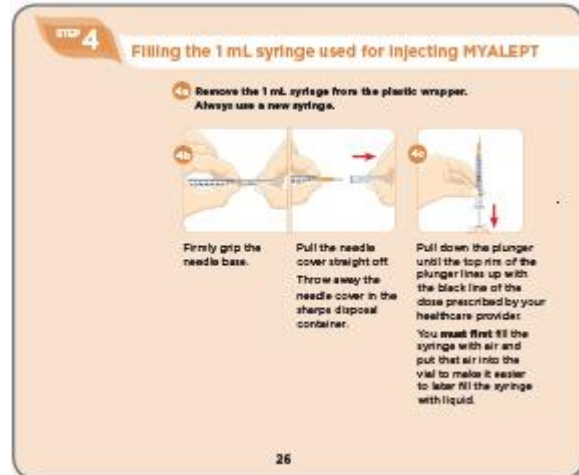 STEP 4
Filling the 1 mL syringe used for injecting MYALEPT
4a Remove the 1 mL syringe from the plastic wrapper.
Always use a new syringe.
4b
4c
Firmly grip the
needle base.
Pull the needle
cover straight off.
Throw away the
needle cover in the
sharps disposal
container.
Pull down the plunger
until the top rim of the
plunger lines up with
the black line of the
dose prescribed by your
healthcare provider.
You must first fill the
syringe with air and
put that air into the
vial to make it easier
to later fill the syringe
with liquid.
26